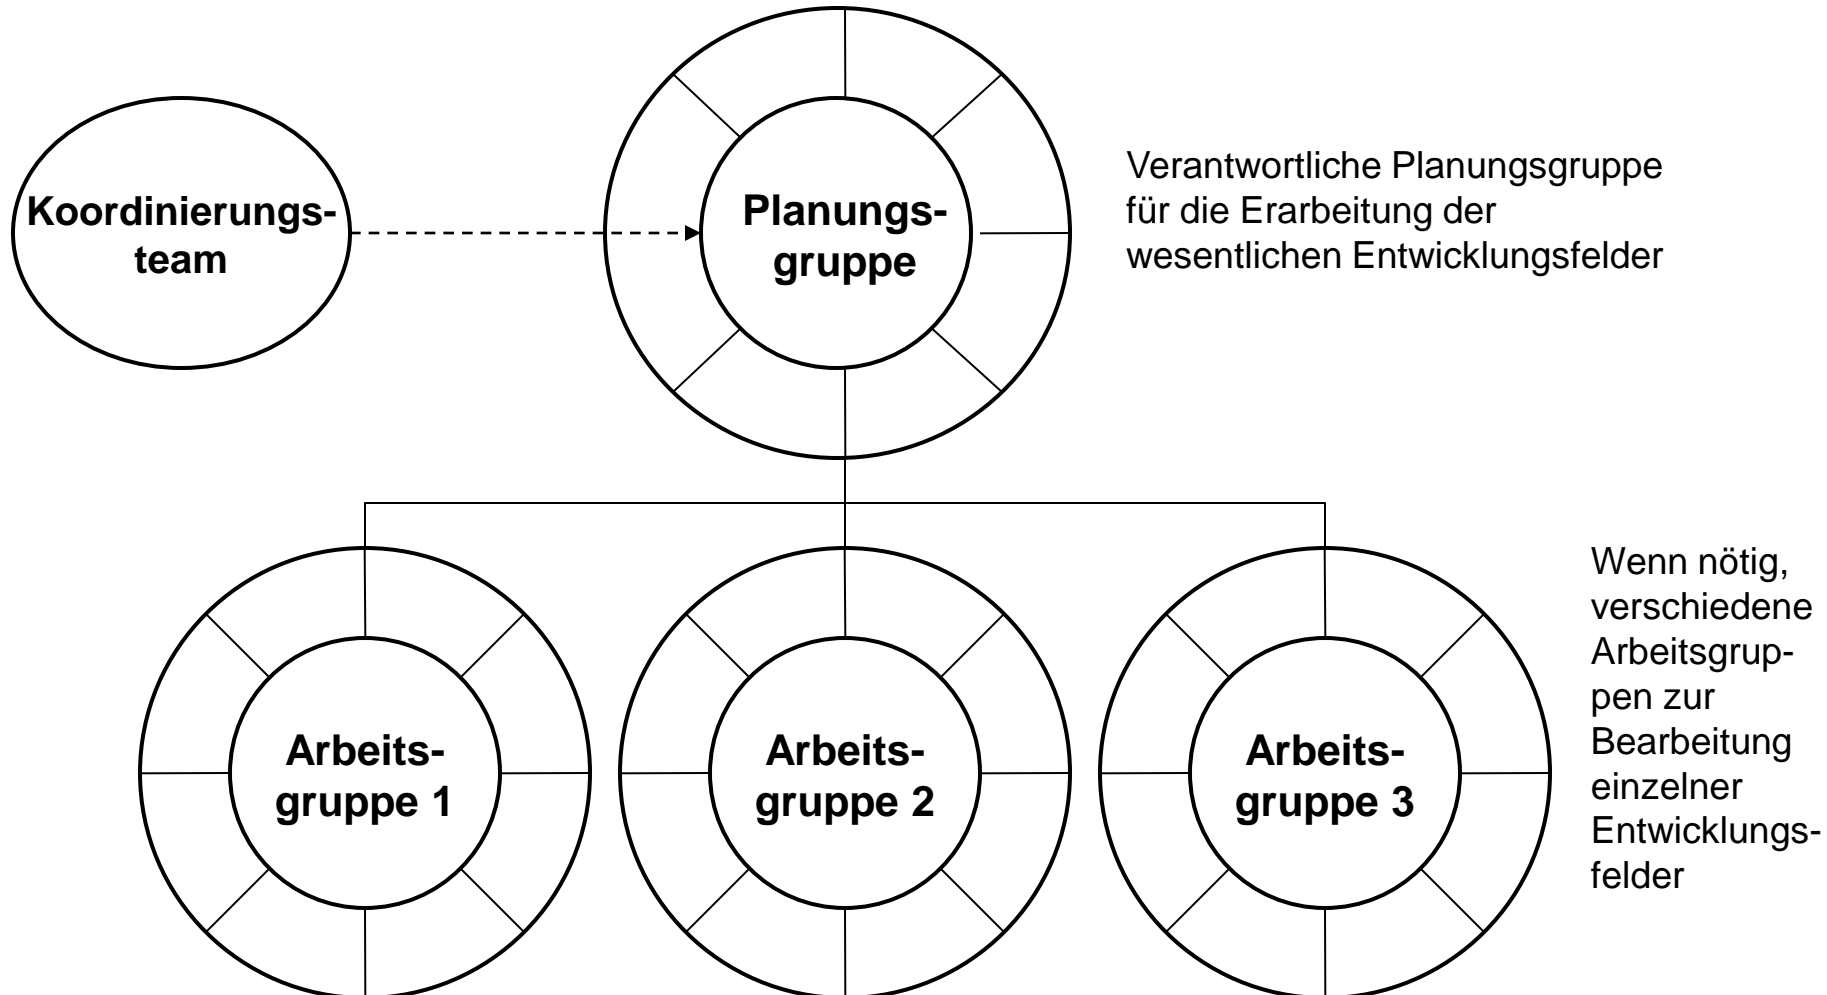 Koordinierungs-
team
Planungs-
gruppe
Verantwortliche Planungsgruppe
für die Erarbeitung der
wesentlichen Entwicklungsfelder
Arbeits-
gruppe 1
Arbeits-
gruppe 2
Arbeits-
gruppe 3
Wenn nötig,
verschiedene
Arbeitsgrup-
pen zur
Bearbeitung
einzelner
Entwicklungs-
felder